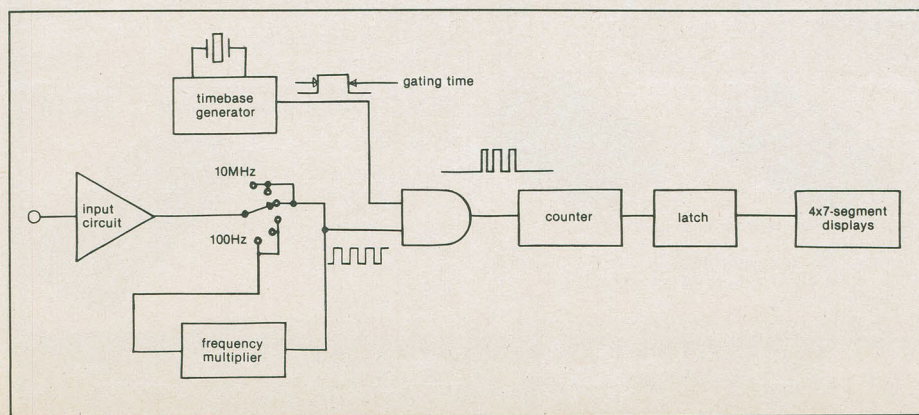 timebase
generator
gating time
10MHz
input
circuit
100Hz
counter
latch
4x7-segment
displays
frequency
multiplier